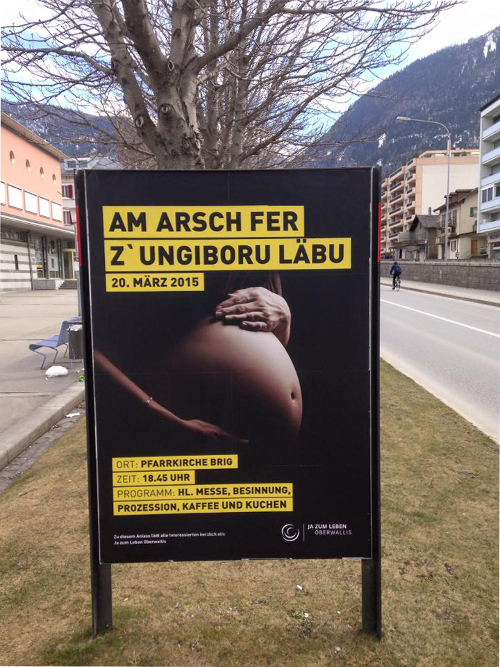 AM ARSCH FER
Z`UNGIBORU LÄBU
20. MÄRZ 2015
ORT: PFARRKIRCHE BRIG
ZEIT: 18.45 UHR
PROGRAMM: HL. MESSE, BESINNUNG,
PROZESSION, KAFFEE UND KUCHEN
Zu diesem Anlass lädt alle Interessierten herzlich ein:
Ja zum Leben Oberwallis
JA ZUM LEBEN
OBERWALLIS